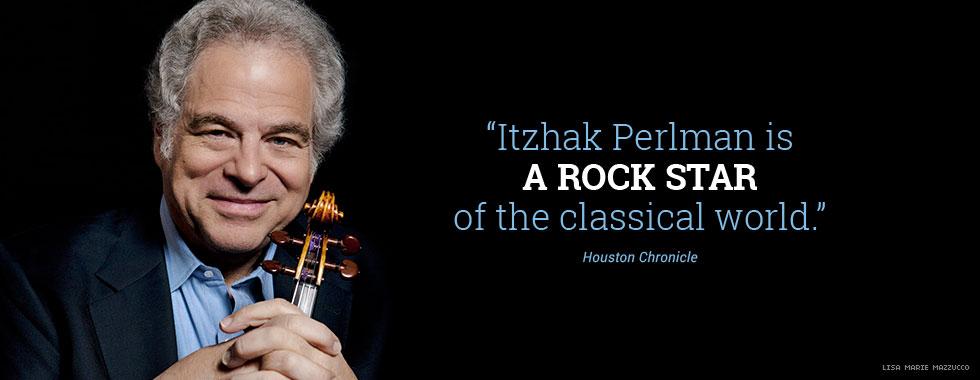 “Itzhak Perlman is
A ROCK STAR
of the classical world.”
Houston Chronicle
LISA MARIE MAZZUCCO